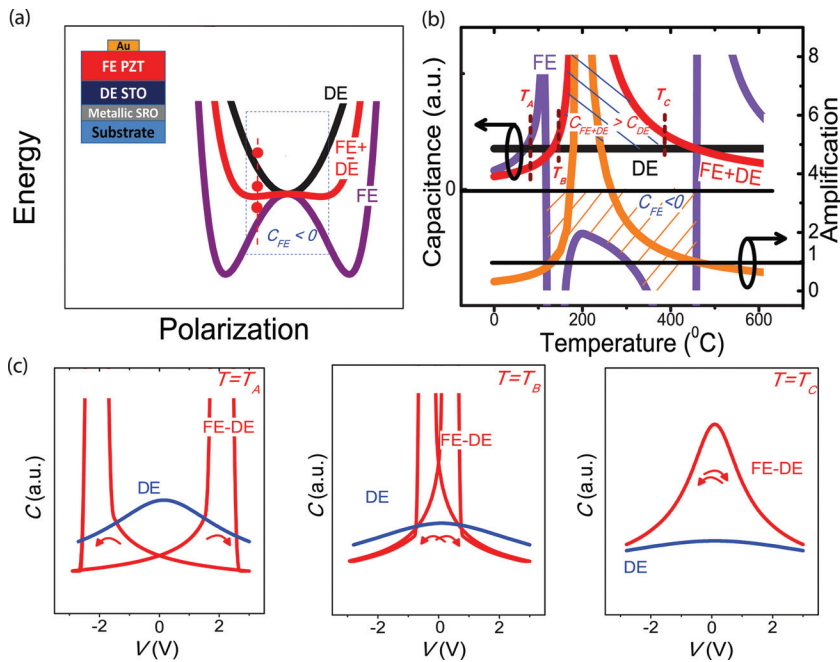 (a)
Au
FE PZT
DE STO
Metallic SRO
Substrate
DE
FE+
DE
FE
C_FE < 0
Energy
Polarization
(b)
FE
T_A
T_B
T_C
C_FE+DE > C_DE
DE
FE+DE
C_FE<0
Capacitance (a.u.)
0
Amplification
8
6
4
2
1
0
0 200 400 600
Temperature (⁰C)
(c)
T=T_A
FE-DE
DE
C (a.u.)
-2 0 2
V (V)
T=T_B
FE-DE
DE
C (a.u.)
-2 0 2
V (V)
T=T_C
FE-DE
DE
C (a.u.)
-2 0 2
V (V)